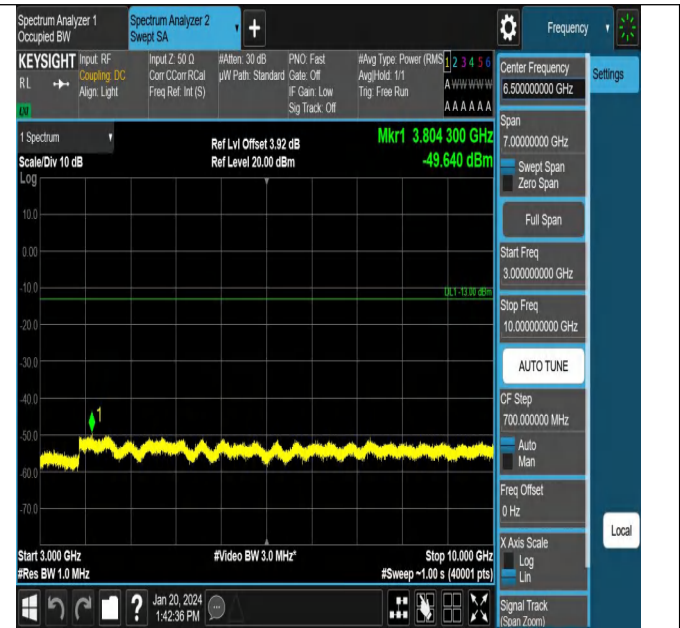 Spectrum Analyzer 1
Occupied BW
Spectrum Analyzer 2
Swept SA
Frequency
KEYSIGHT
RL
Input: RF
Coupling: DC
Align: Light
Input Z: 50 Ω
Corr CCorr RCal
Freq Ref: Int (S)
#Atten: 30 dB
µW Path: Standard
PNO: Fast
Gate: Off
IF Gain: Low
Sig Track: Off
#Avg Type: Power (RMS
Avg|Hold: 1/1
Trig: Free Run
1 2 3 4 5 6
A W W W W W
A A A A A A
1 Spectrum
Scale/Div 10 dB
Ref Lvl Offset 3.92 dB
Ref Level 20.00 dBm
Mkr1 3.804 300 GHz
-49.640 dBm
Log
10.0
0.00
-10.0
DL1 -13.00 dBm
-20.0
-30.0
-40.0
1
-50.0
-60.0
-70.0
Start 3.000 GHz
#Res BW 1.0 MHz
#Video BW 3.0 MHz*
Stop 10.000 GHz
#Sweep ~1.00 s (40001 pts)
Center Frequency
6.500000000 GHz
Settings
Span
7.00000000 GHz
Swept Span
Zero Span
Full Span
Start Freq
3.000000000 GHz
Stop Freq
10.000000000 GHz
AUTO TUNE
CF Step
700.000000 MHz
Auto
Man
Freq Offset
0 Hz
X Axis Scale
Log
Lin
Local
Signal Track
(Span Zoom)
?
Jan 20, 2024
1:42:36 PM